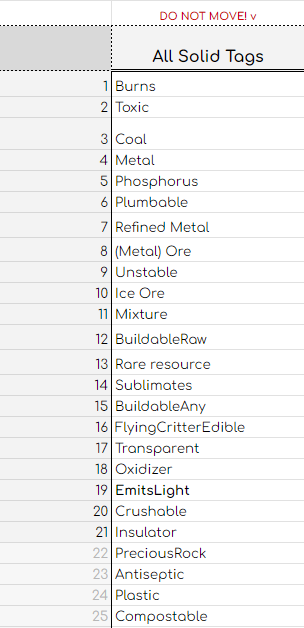 DO NOT MOVE! v
All Solid Tags
1 Burns
2 Toxic
3 Coal
4 Metal
5 Phosphorus
6 Plumbable
7 Refined Metal
8 (Metal) Ore
9 Unstable
10 Ice Ore
11 Mixture
12 BuildableRaw
13 Rare resource
14 Sublimates
15 BuildableAny
16 FlyingCritterEdible
17 Transparent
18 Oxidizer
19 EmitsLight
20 Crushable
21 Insulator
22 PreciousRock
23 Antiseptic
24 Plastic
25 Compostable